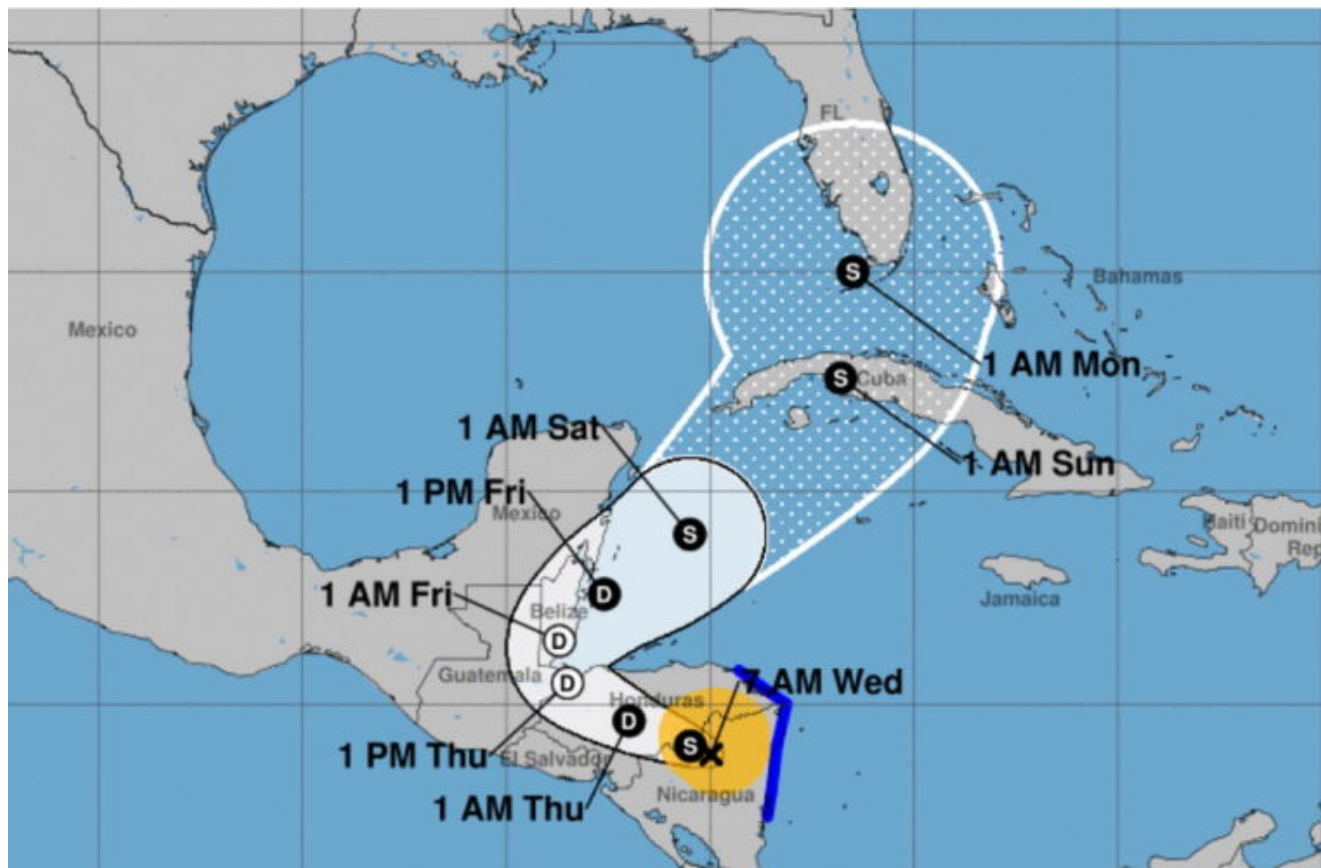 FL
Bahamas
Mexico
1 AM Mon
S
S
Cuba
1 AM Sat
1 AM Sun
1 PM Fri
Mexico
S
Haiti
Domini
Rep
1 AM Fri
D
Belize
Jamaica
D
Guatemala
D
7 AM Wed
Honduras
D
S
1 PM Thu
El Salvador
Nicaragua
1 AM Thu